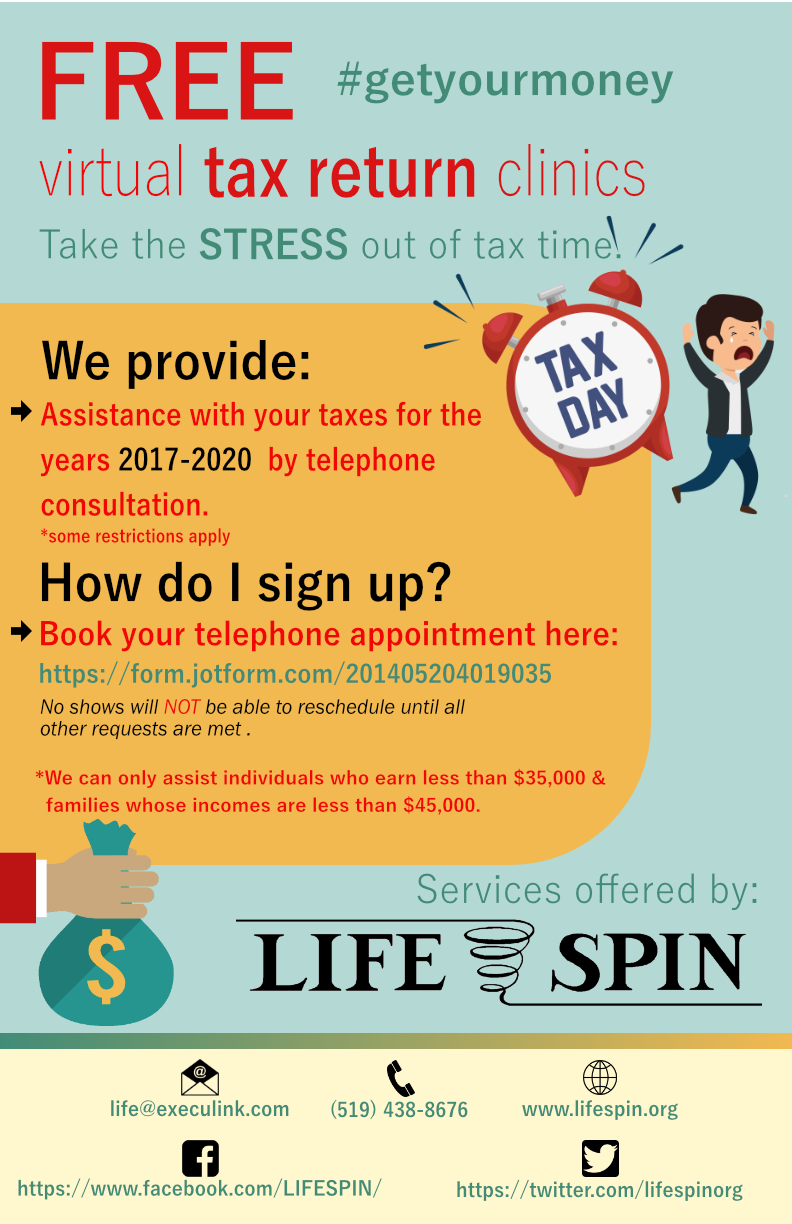 FREE #getyourmoney
virtual tax return clinics
Take the STRESS out of tax time.
TAX
DAY
We provide:
Assistance with your taxes for the
years 2017-2020 by telephone
consultation.
*some restrictions apply
How do I sign up?
Book your telephone appointment here:
https://form.jotform.com/201405204019035
No shows will NOT be able to reschedule until all
other requests are met .
*We can only assist individuals who earn less than $35,000 &
families whose incomes are less than $45,000.
$
Services offered by:
LIFE SPIN
@
life@execulink.com (519) 438-8676 www.lifespin.org
https://www.facebook.com/LIFESPIN/ https://twitter.com/lifespinorg